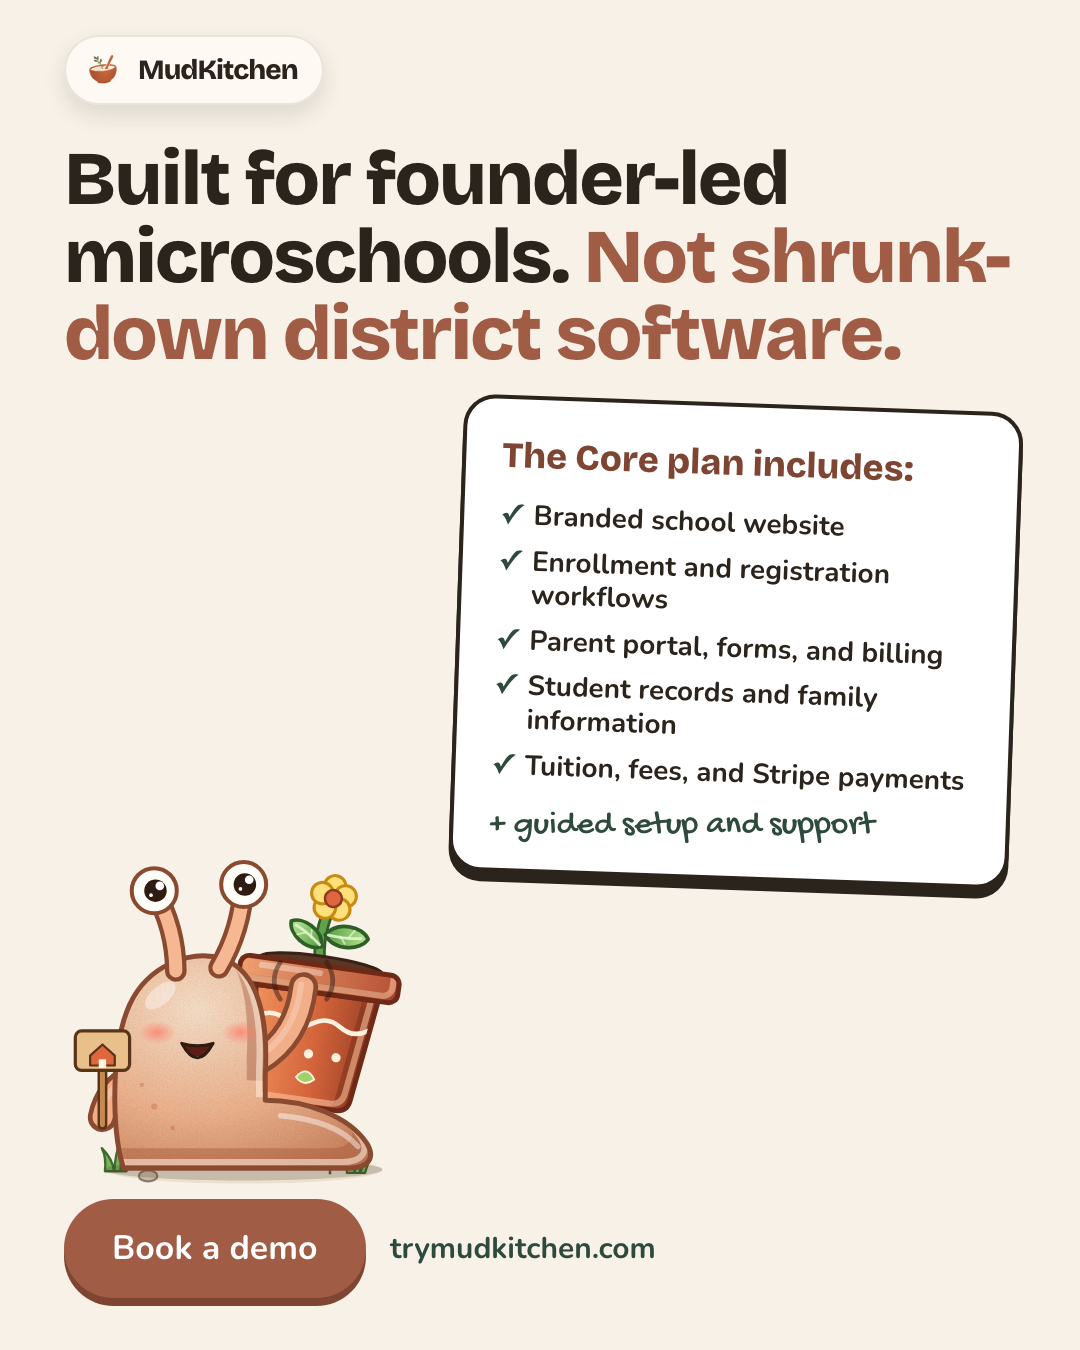 MudKitchen
Built for founder-led
microschools. Not shrunk-
down district software.
The Core plan includes:
✓ Branded school website
✓ Enrollment and registration
workflows
✓ Parent portal, forms, and billing
✓ Student records and family
information
✓ Tuition, fees, and Stripe payments
+ guided setup and support
Book a demo
trymudkitchen.com